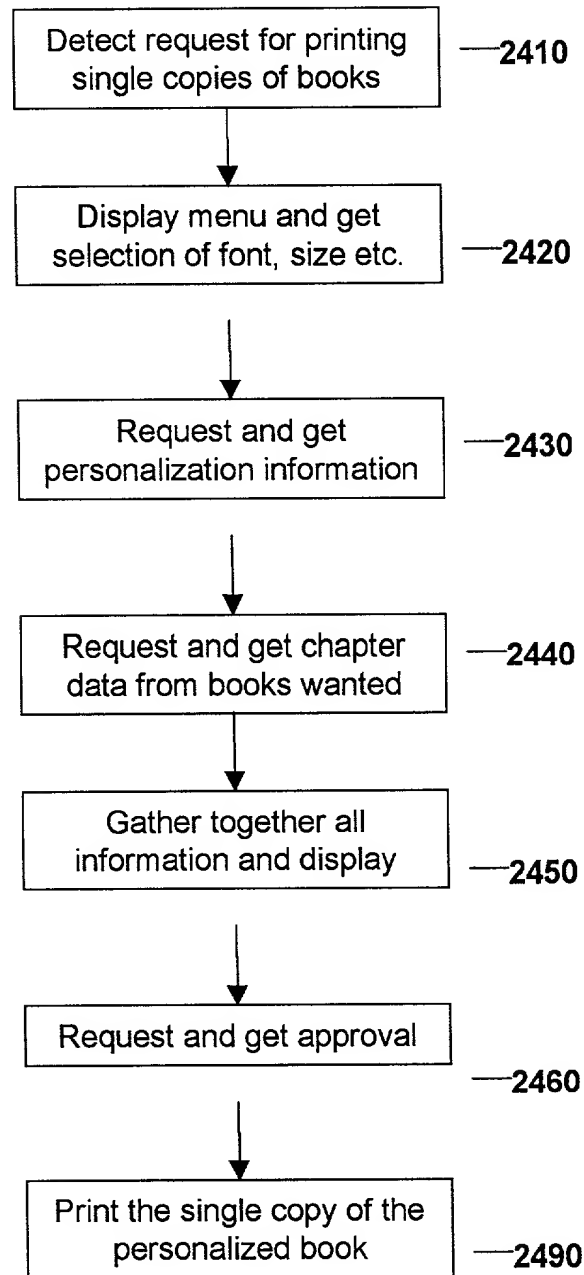 Detect request for printing
single copies of books
2410
Display menu and get
selection of font, size etc.
2420
Request and get
personalization information
2430
Request and get chapter
data from books wanted
2440
Gather together all
information and display
2450
Request and get approval
2460
Print the single copy of the
personalized book
2490